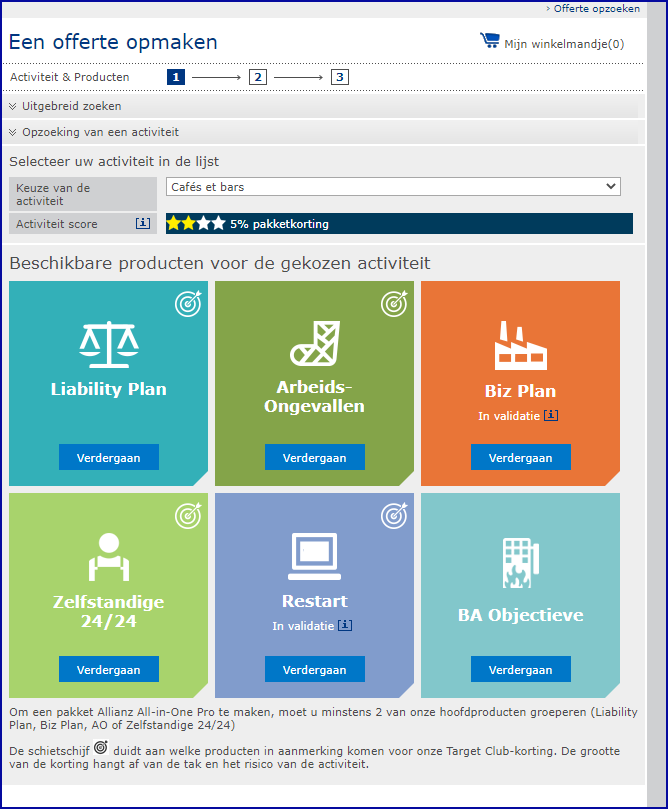 › Offerte opzoeken
Een offerte opmaken
Mijn winkelmandje(0)
Activiteit & Producten 1 2 3
Uitgebreid zoeken
Opzoeking van een activiteit
Selecteer uw activiteit in de lijst
Keuze van de
activiteit
Cafés et bars
Activiteit score [i]
5% pakketkorting
Beschikbare producten voor de gekozen activiteit
Liability Plan
Verdergaan
Arbeids-
Ongevallen
Verdergaan
Biz Plan
In validatie [i]
Verdergaan
Zelfstandige
24/24
Verdergaan
Restart
In validatie [i]
Verdergaan
BA Objectieve
Verdergaan
Om een pakket Allianz All-in-One Pro te maken, moet u minstens 2 van onze hoofdproducten groeperen (Liability
Plan, Biz Plan, AO of Zelfstandige 24/24)
De schietschijf duidt aan welke producten in aanmerking komen voor onze Target Club-korting. De grootte
van de korting hangt af van de tak en het risico van de activiteit.